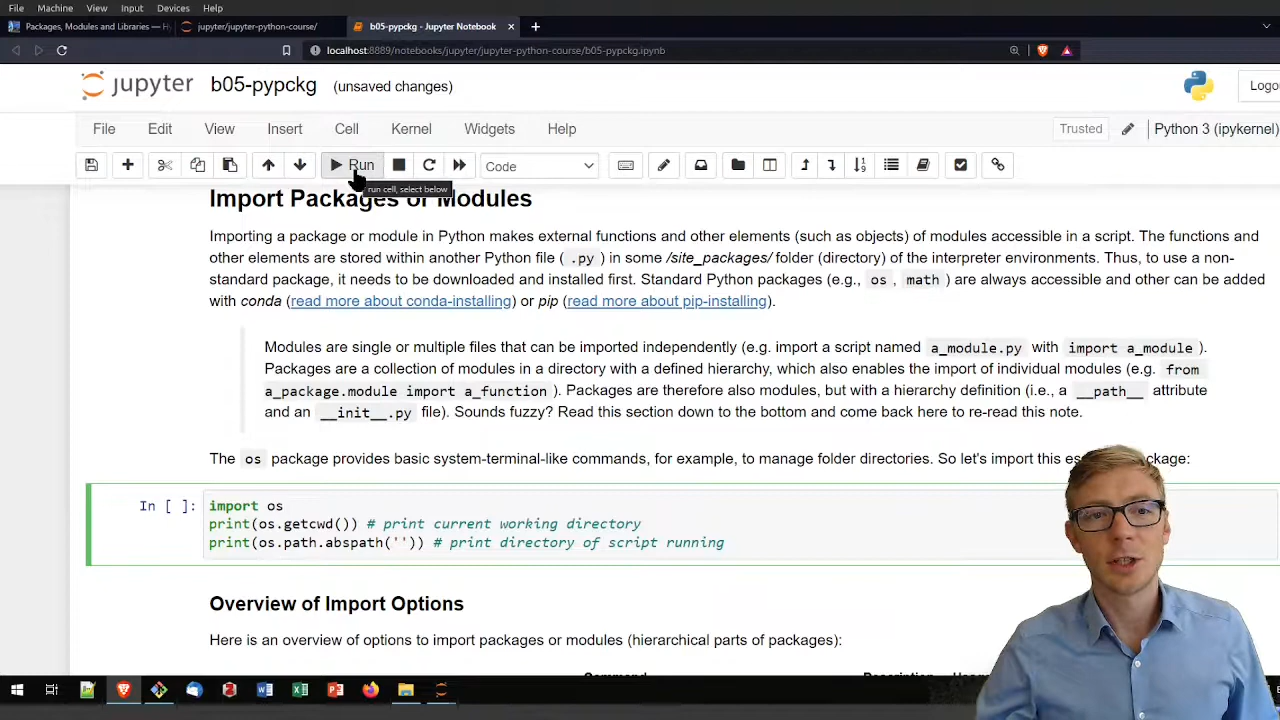 File Machine View Input Devices Help
Packages, Modules and Libraries — H
jupyter/jupyter-python-course/
b05-pypckg - Jupyter Notebook
localhost:8889/notebooks/jupyter/jupyter-python-course/b05-pypckg.ipynb
jupyter b05-pypckg (unsaved changes)
Logo
File Edit View Insert Cell Kernel Widgets Help
Trusted Python 3 (ipykernel)
Run Code
run cell, select below
Import Packages or Modules
Importing a package or module in Python makes external functions and other elements (such as objects) of modules accessible in a script. The functions and
other elements are stored within another Python file ( .py ) in some /site_packages/ folder (directory) of the interpreter environments. Thus, to use a non-
standard package, it needs to be downloaded and installed first. Standard Python packages (e.g., os , math ) are always accessible and other can be added
with conda (read more about conda-installing) or pip (read more about pip-installing).
Modules are single or multiple files that can be imported independently (e.g. import a script named a_module.py with import a_module ).
Packages are a collection of modules in a directory with a defined hierarchy, which also enables the import of individual modules (e.g. from
a_package.module import a_function ). Packages are therefore also modules, but with a hierarchy definition (i.e., a __path__ attribute
and an __init__.py file). Sounds fuzzy? Read this section down to the bottom and come back here to re-read this note.
The os package provides basic system-terminal-like commands, for example, to manage folder directories. So let's import this es package:
In [ ]: import os
print(os.getcwd()) # print current working directory
print(os.path.abspath('')) # print directory of script running
Overview of Import Options
Here is an overview of options to import packages or modules (hierarchical parts of packages):
Command Description